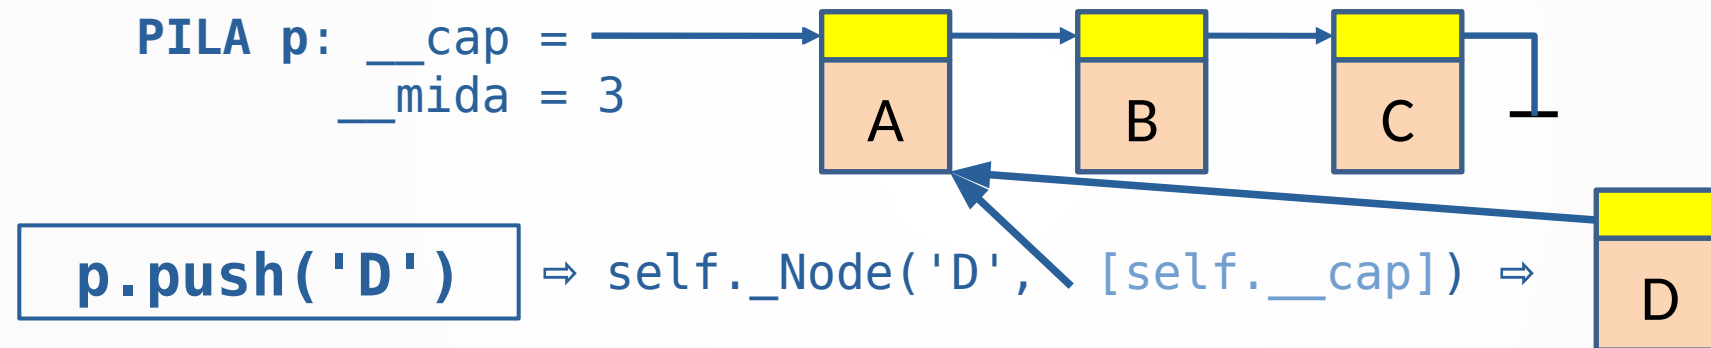 PILA p: __cap =
__mida = 3
A
B
C
p.push('D') ⇨ self._Node('D', [self.__cap]) ⇨
D